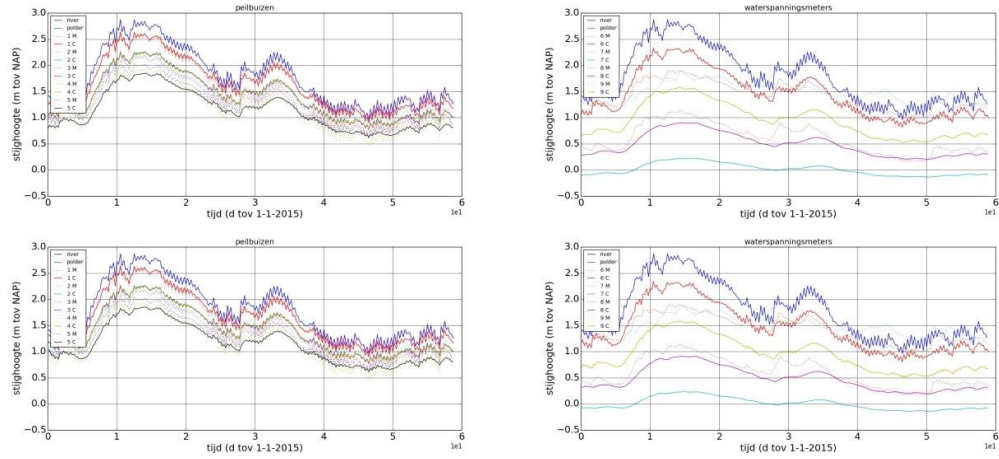 peilbuizen
stijghoogte (m tov NAP)
3.0
2.5
2.0
1.5
1.0
0.5
0.0
−0.5
river
polder
1 M
1 C
2 M
2 C
3 M
3 C
4 M
4 C
5 M
5 C
0 1 2 3 4 5 6
1e1
tijd (d tov 1-1-2015)
waterspanningsmeters
stijghoogte (m tov NAP)
3.0
2.5
2.0
1.5
1.0
0.5
0.0
−0.5
river
polder
6 M
6 C
7 M
7 C
8 M
8 C
9 M
9 C
0 1 2 3 4 5 6
1e1
tijd (d tov 1-1-2015)
peilbuizen
stijghoogte (m tov NAP)
3.0
2.5
2.0
1.5
1.0
0.5
0.0
−0.5
river
polder
1 M
1 C
2 M
2 C
3 M
3 C
4 M
4 C
5 M
5 C
0 1 2 3 4 5 6
1e1
tijd (d tov 1-1-2015)
waterspanningsmeters
stijghoogte (m tov NAP)
3.0
2.5
2.0
1.5
1.0
0.5
0.0
−0.5
river
polder
6 M
6 C
7 M
7 C
8 M
8 C
9 M
9 C
0 1 2 3 4 5 6
1e1
tijd (d tov 1-1-2015)